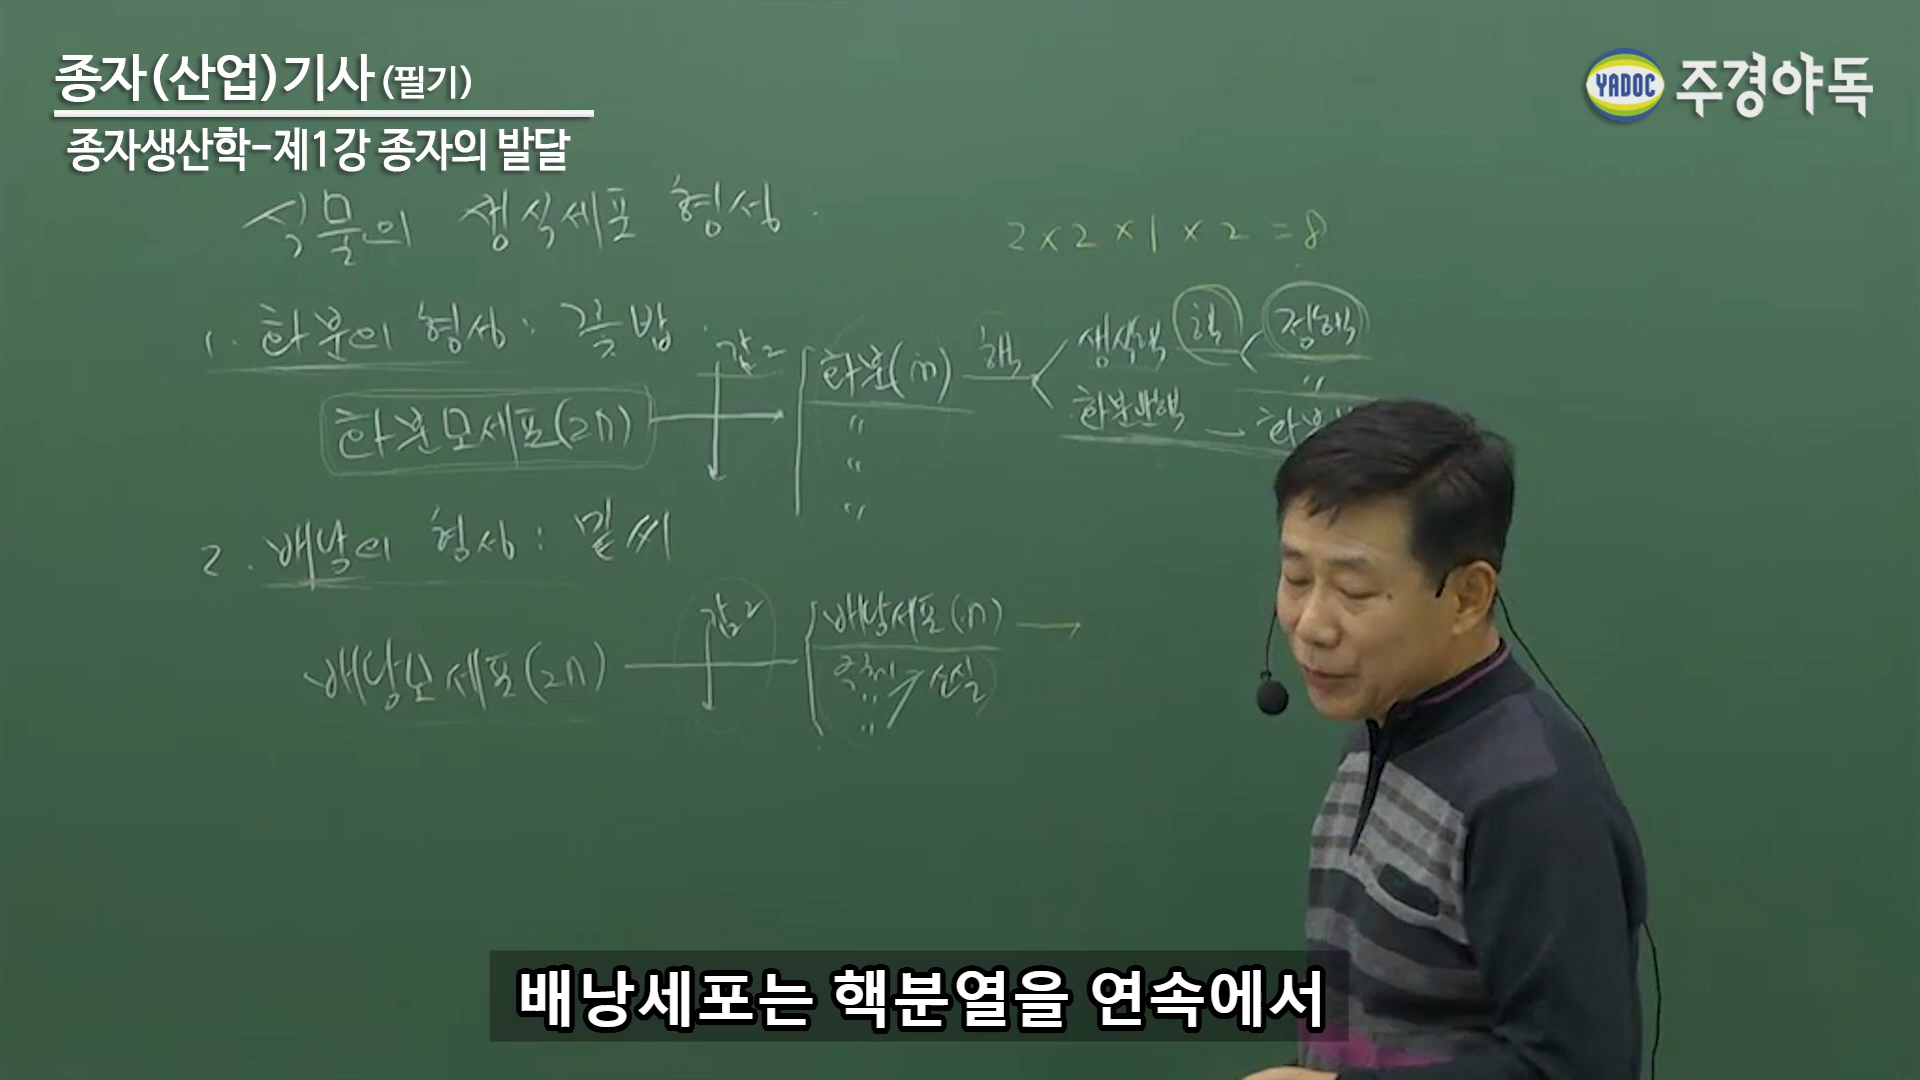 종자(산업)기사(필기)
종자생산학-제1강 종자의 발달
YADOC 주경야독
식물의 생식세포 형성
2×2×1×2=8
1. 화분의 형성: 꽃밥
화분모세포(2n) 감2 화분(n) 핵 생식핵 핵 정핵
〃
화분관핵
〃
〃
〃
2. 배낭의 형성: 밑씨
배낭모세포(2n) 감2 배낭세포(n)
〃
〃
배낭세포는 핵분열을 연속에서